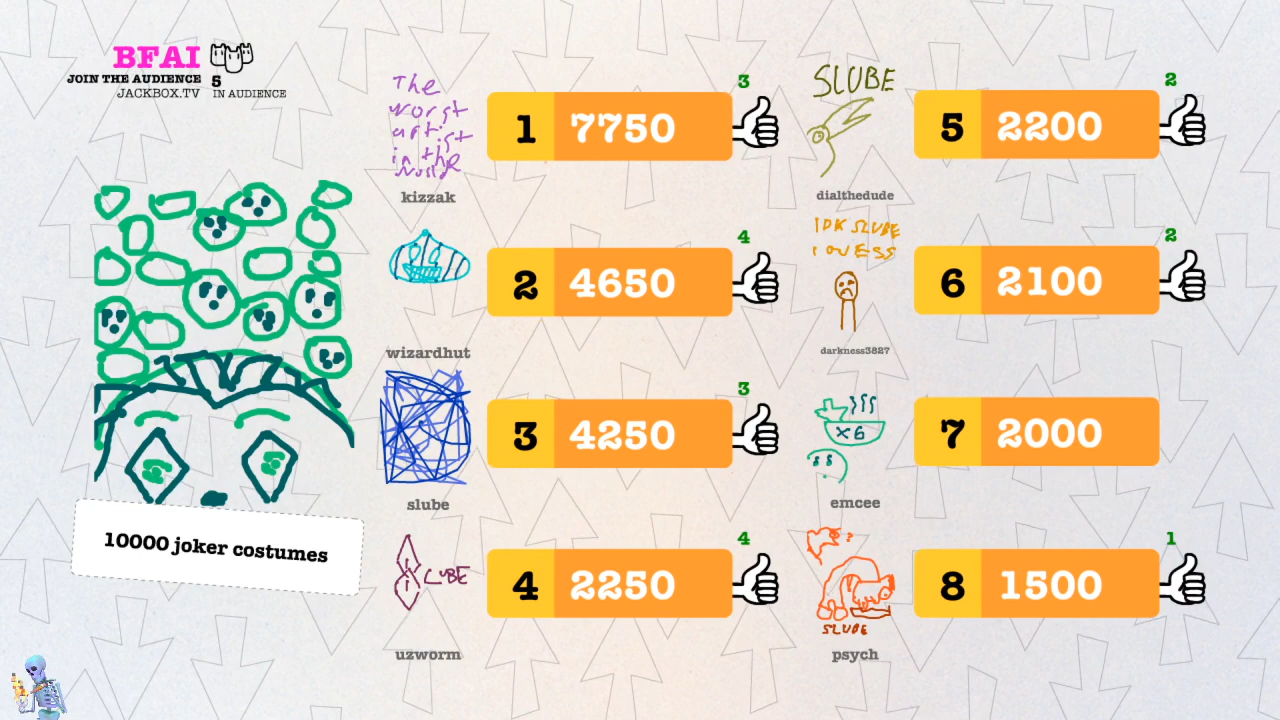 BFAI
JOIN THE AUDIENCE 5
JACKBOX.TV IN AUDIENCE
10000 joker costumes
The
worst
artist
in the
world
kizzak
1 7750
3
wizardhut
2 4650
4
slube
3 4250
3
LUBE
uzworm
4 2250
4
SLUBE
dialthedude
5 2200
2
IDK SLUBE
I GUESS
darkness3827
6 2100
2
X6
emcee
7 2000
?
SLUBE
psych
8 1500
1